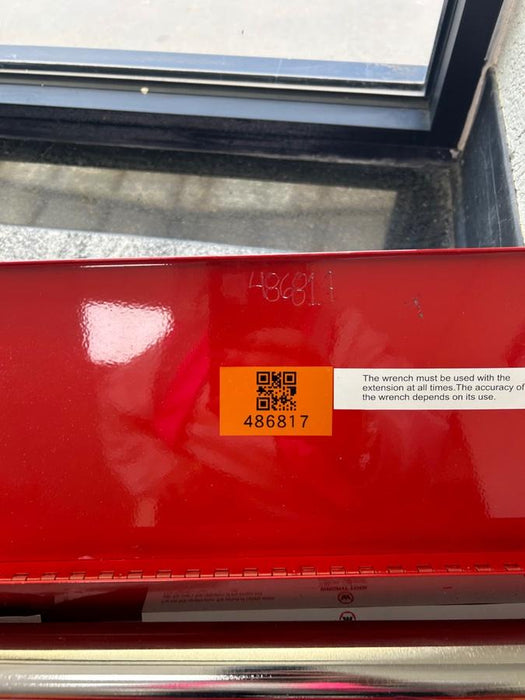 486817
486817
The wrench must be used with the
extension at all times.The accuracy of
the wrench depends on its use.